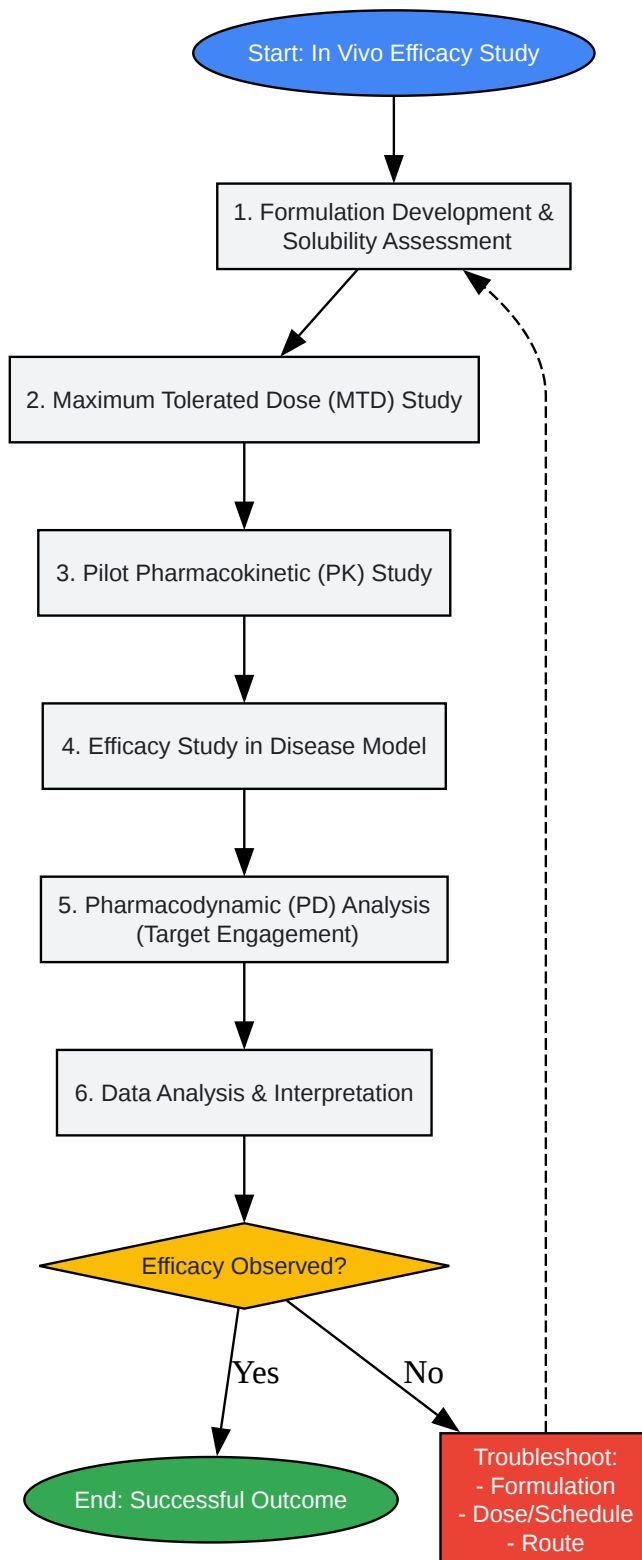 Start: In Vivo Efficacy Study
1. Formulation Development &
Solubility Assessment
2. Maximum Tolerated Dose (MTD) Study
3. Pilot Pharmacokinetic (PK) Study
4. Efficacy Study in Disease Model
5. Pharmacodynamic (PD) Analysis
(Target Engagement)
6. Data Analysis & Interpretation
Efficacy Observed?
Yes
No
End: Successful Outcome
Troubleshoot:
- Formulation
- Dose/Schedule
- Route